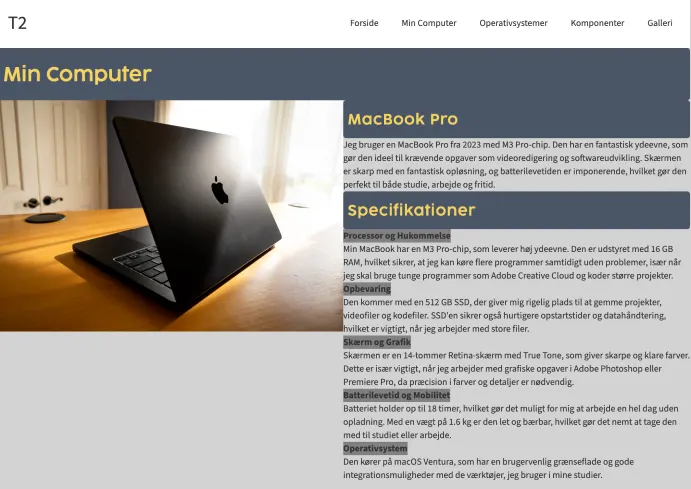 T2
Forside Min Computer Operativsystemer Komponenter Galleri
Min Computer
MacBook Pro
Jeg bruger en MacBook Pro fra 2023 med M3 Pro-chip. Den har en fantastisk ydeevne, som
gør den ideel til krævende opgaver som videoredigering og softwareudvikling. Skærmen
er skarp med en fantastisk opløsning, og batterilevetiden er imponerende, hvilket gør den
perfekt til både studie, arbejde og fritid.
Specifikationer
Processor og Hukommelse
Min MacBook har en M3 Pro-chip, som leverer høj ydeevne. Den er udstyret med 16 GB
RAM, hvilket sikrer, at jeg kan køre flere programmer samtidigt uden problemer, især når
jeg skal bruge tunge programmer som Adobe Creative Cloud og koder større projekter.
Opbevaring
Den kommer med en 512 GB SSD, der giver mig rigelig plads til at gemme projekter,
videofiler og kodefiler. SSD'en sikrer også hurtigere opstartstider og datahåndtering,
hvilket er vigtigt, når jeg arbejder med store filer.
Skærm og Grafik
Skærmen er en 14-tommer Retina-skærm med True Tone, som giver skarpe og klare farver.
Dette er især vigtigt, når jeg arbejder med grafiske opgaver i Adobe Photoshop eller
Premiere Pro, da præcision i farver og detaljer er nødvendig.
Batterilevetid og Mobilitet
Batteriet holder op til 18 timer, hvilket gør det muligt for mig at arbejde en hel dag uden
opladning. Med en vægt på 1.6 kg er den let og bærbar, hvilket gør det nemt at tage den
med til studiet eller arbejde.
Operativsystem
Den kører på macOS Ventura, som har en brugervenlig grænseflade og gode
integrationsmuligheder med de værktøjer, jeg bruger i mine studier.